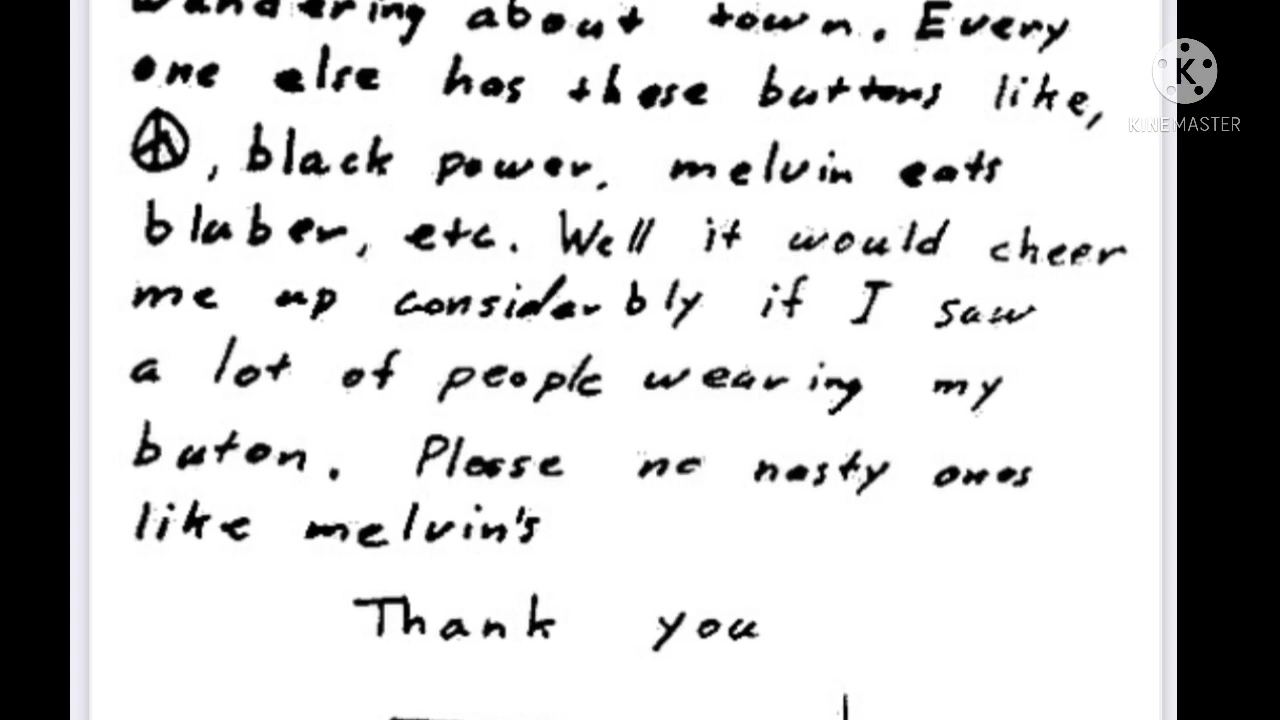 wandering about town. Every
one else has these buttons like,
K
KINEMASTER
☮, black power, melvin eats
bluber, etc. Well it would cheer
me up considerbly if I saw
a lot of people wearing my
buton. Please no nasty ones
like melvin's
Thank you